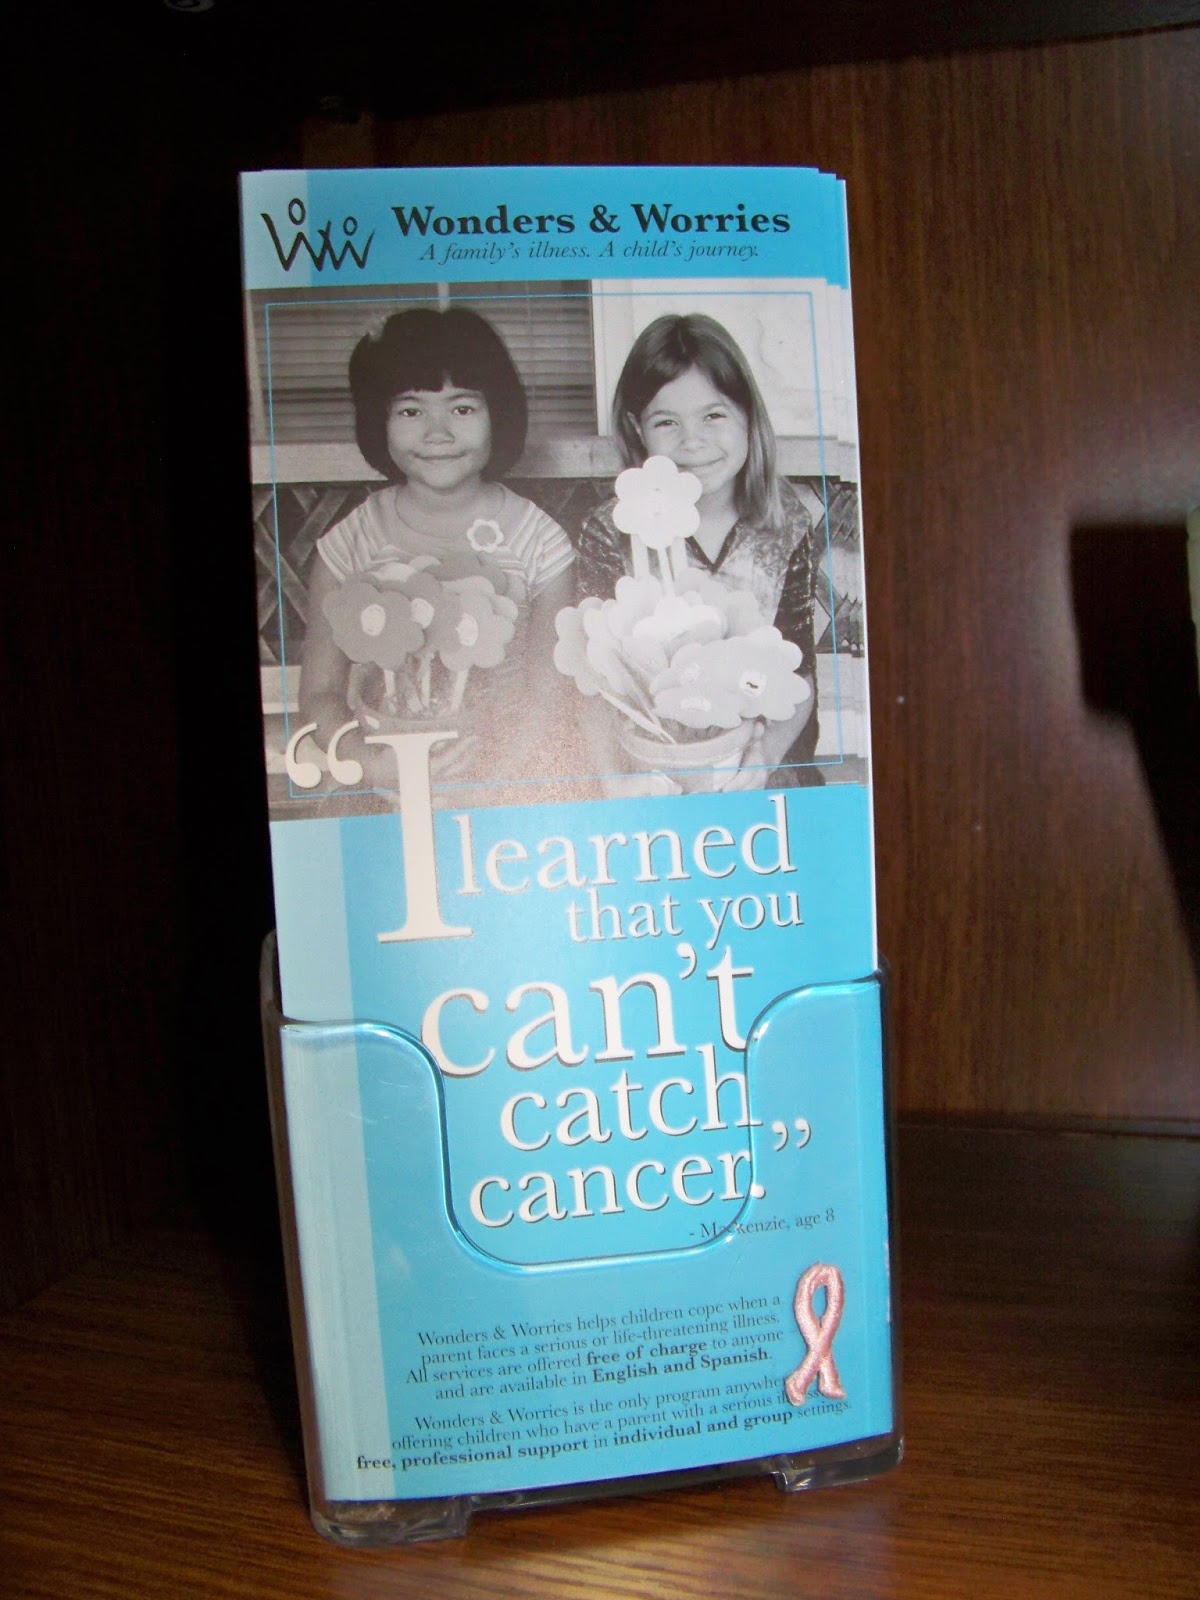 Wonders & Worries
A family's illness. A child's journey.
“I learned
that you
can't
catch
cancer.”
- Mackenzie, age 8
Wonders & Worries helps children cope when a
parent faces a serious or life-threatening illness.
All services are offered free of charge to anyone
and are available in English and Spanish.
Wonders & Worries is the only program
offering children who have a parent with a serious
free, professional support in individual and group settings.